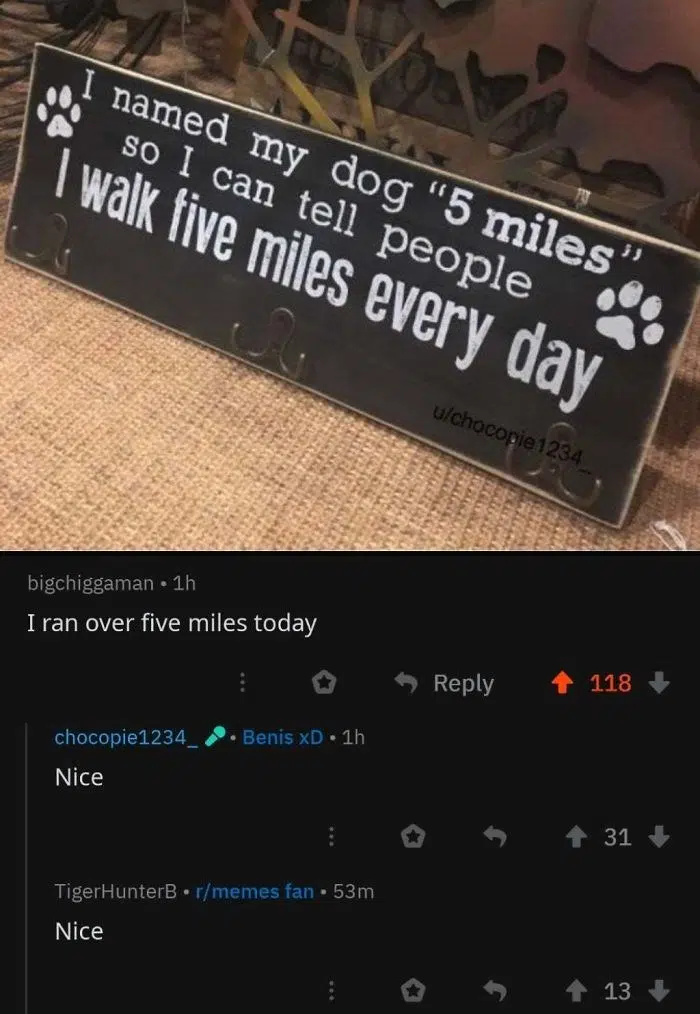 I named my dog “5 miles”
so I can tell people
I walk five miles every day
u/chocopie1234_
bigchiggaman • 1h
I ran over five miles today
Reply 118
chocopie1234_ • Benis xD • 1h
Nice
31
TigerHunterB • r/memes fan • 53m
Nice
13